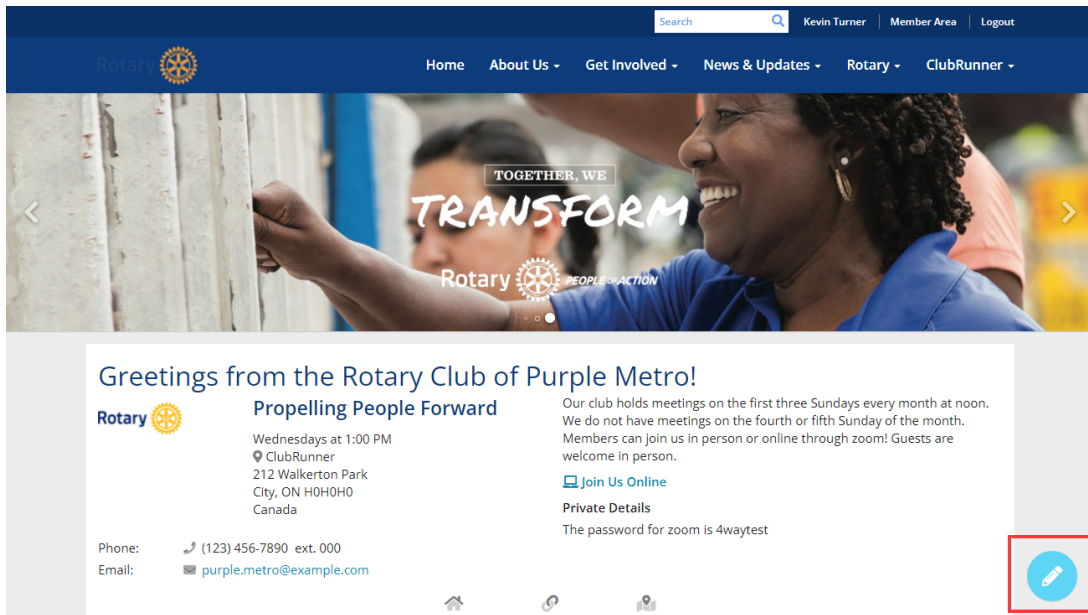 Search
Kevin Turner
Member Area
Logout
Rotary
Home
About Us
Get Involved
News & Updates
Rotary
ClubRunner
TOGETHER, WE
TRANSFORM
Rotary
PEOPLE OF ACTION
Greetings from the Rotary Club of Purple Metro!
Rotary
Propelling People Forward
Wednesdays at 1:00 PM
ClubRunner
212 Walkerton Park
City, ON H0H0H0
Canada
Our club holds meetings on the first three Sundays every month at noon.
We do not have meetings on the fourth or fifth Sunday of the month.
Members can join us in person or online through zoom! Guests are
welcome in person.
Join Us Online
Private Details
The password for zoom is 4waytest
Phone: (123) 456-7890 ext. 000
Email: purple.metro@example.com